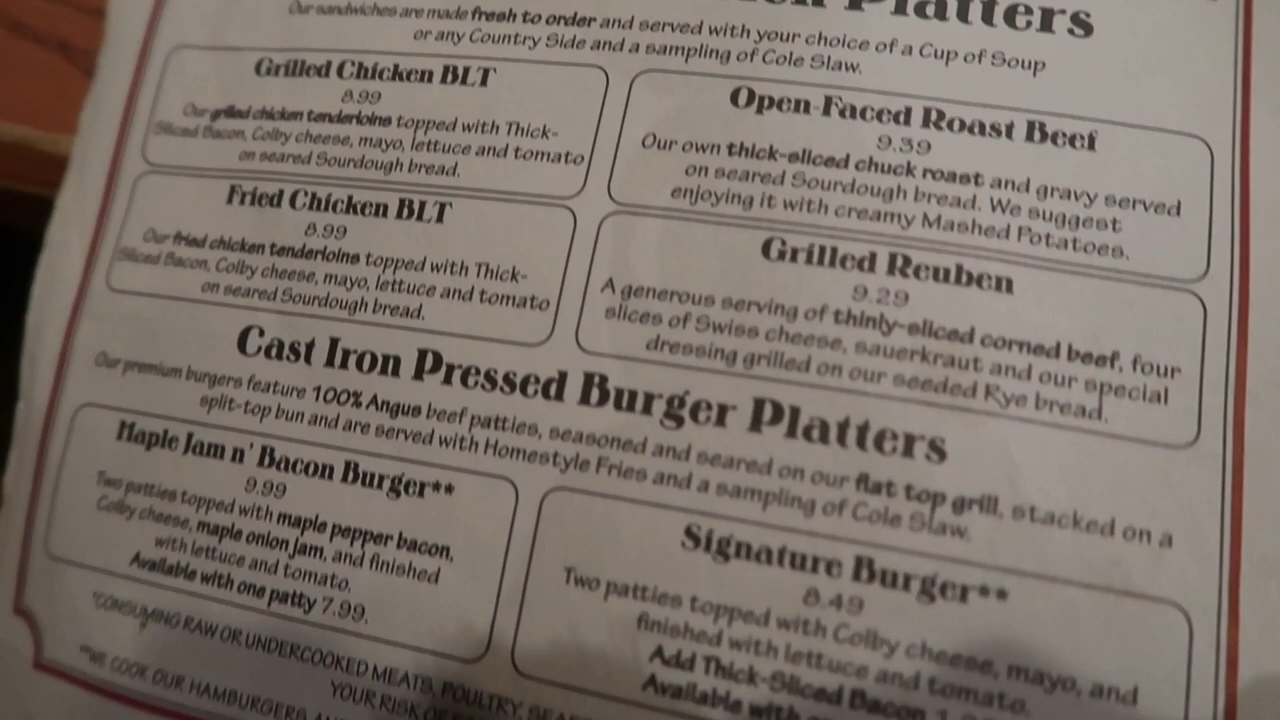 Platters
Our sandwiches are made fresh to order and served with your choice of a Cup of Soup
or any Country Side and a sampling of Cole Slaw.
Grilled Chicken BLT
8.99
Our grilled chicken tenderloins topped with Thick-
Sliced Bacon, Colby cheese, mayo, lettuce and tomato
on seared Sourdough bread.
Open-Faced Roast Beef
9.39
Our own thick-sliced chuck roast and gravy served
on seared Sourdough bread. We suggest
enjoying it with creamy Mashed Potatoes.
Fried Chicken BLT
8.99
Our fried chicken tenderloins topped with Thick-
Sliced Bacon, Colby cheese, mayo, lettuce and tomato
on seared Sourdough bread.
Grilled Reuben
9.29
A generous serving of thinly-sliced corned beef, four
slices of Swiss cheese, sauerkraut and our special
dressing grilled on our seeded Rye bread.
Cast Iron Pressed Burger Platters
Our premium burgers feature 100% Angus beef patties, seasoned and seared on our flat top grill, stacked on a
split-top bun and are served with Homestyle Fries and a sampling of Cole Slaw.
Maple Jam n' Bacon Burger**
9.99
Two patties topped with maple pepper bacon,
Colby cheese, maple onion jam, and finished
with lettuce and tomato.
Available with one patty 7.99.
Signature Burger**
8.49
Two patties topped with Colby cheese, mayo, and
finished with lettuce and tomato.
Add Thick-Sliced Bacon
Available with
*CONSUMING RAW OR UNDERCOOKED MEATS, POULTRY,
YOUR RISK OF
**WE COOK OUR HAMBURGERS